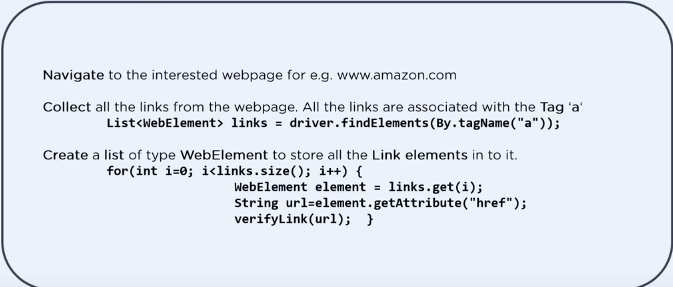 Navigate to the interested webpage for e.g. www.amazon.com
Collect all the links from the webpage. All the links are associated with the Tag ‘a‘
List<WebElement> links = driver.findElements(By.tagName("a"));
Create a list of type WebElement to store all the Link elements in to it.
for(int i=0; i<links.size(); i++) {
WebElement element = links.get(i);
String url=element.getAttribute("href");
verifyLink(url);  }